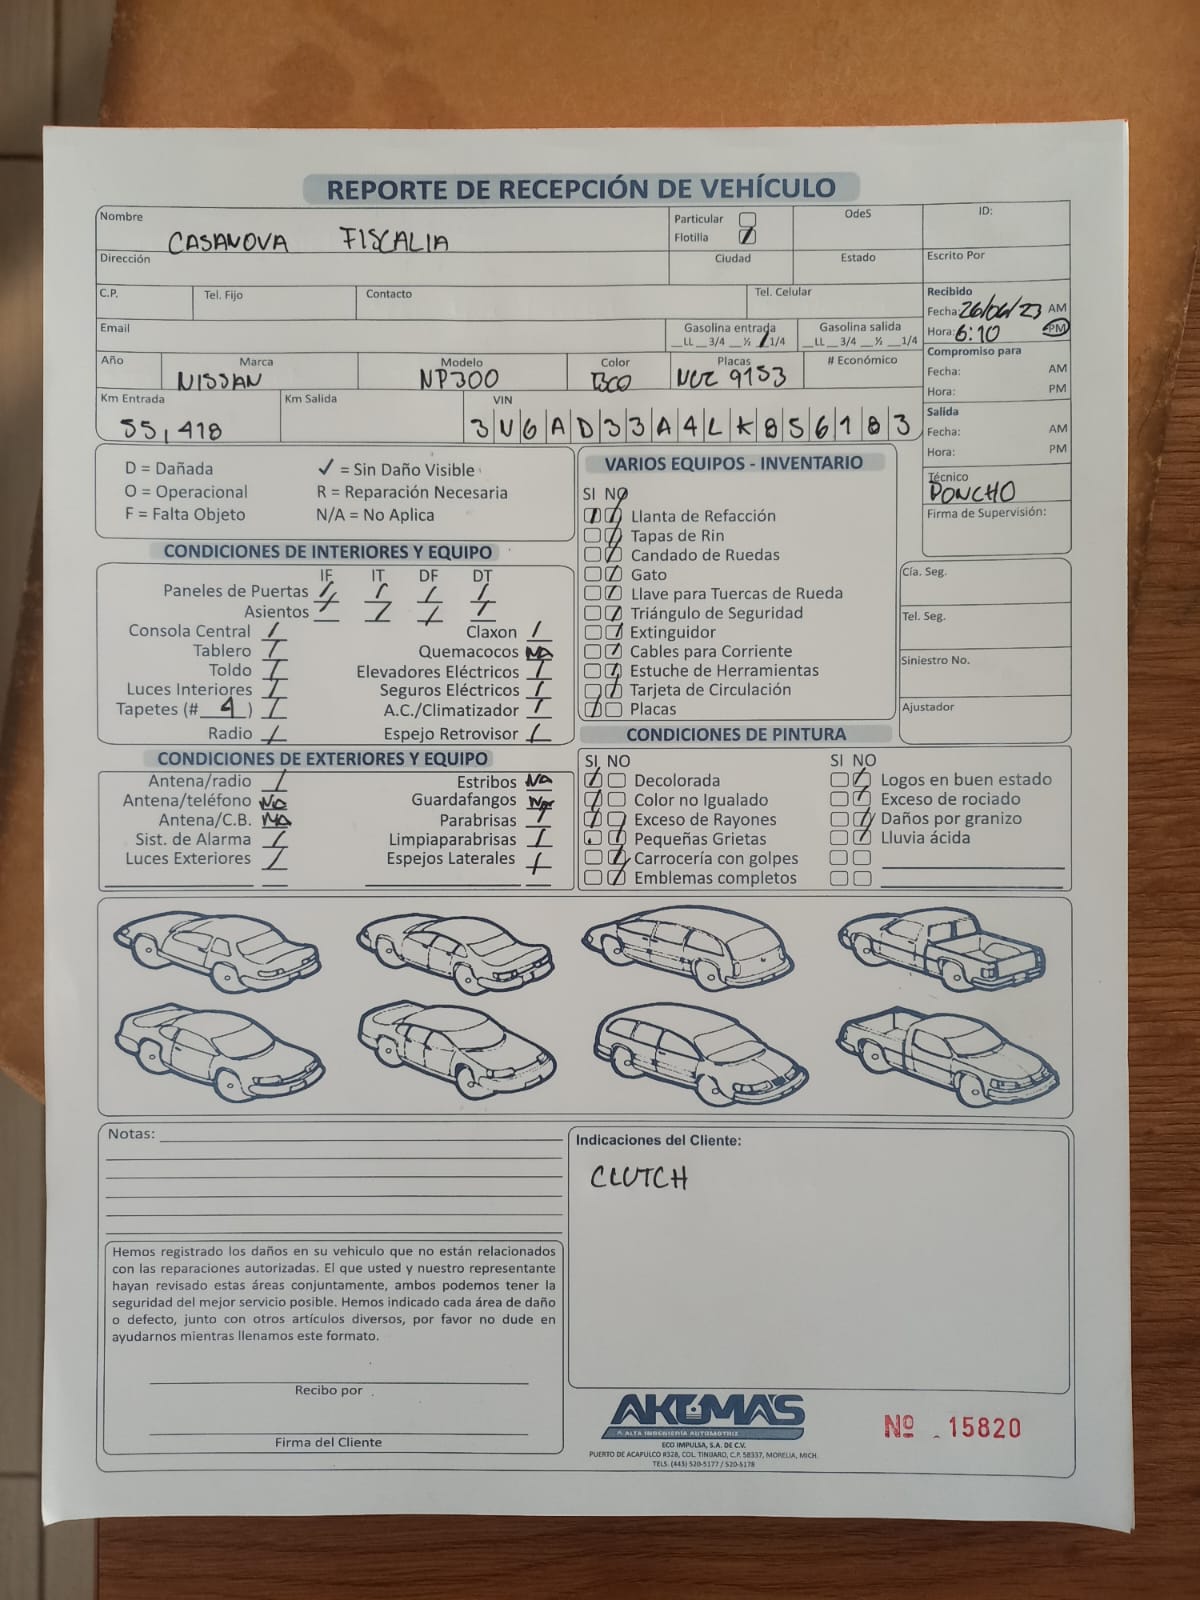 REPORTE DE RECEPCIÓN DE VEHÍCULO
Nombre
CASANOVA FISCALIA
Particular
Flotilla
OdeS
ID:
Dirección
Ciudad
Estado
Escrito Por
C.P.
Tel. Fijo
Contacto
Tel. Celular
Recibido
Fecha: 26/06/23 AM
Hora: 6:10 PM
Email
Gasolina entrada
__LL __3/4 __½ __1/4
Gasolina salida
__LL __3/4 __½ __1/4
Compromiso para
Fecha: AM
Hora: PM
Año
Marca
NISSAN
Modelo
NP300
Color
BCO
Placas
9153
# Económico
Km Entrada
55,418
Km Salida
VIN
3 V 6 A D 3 3 A 4 L K 8 5 6 1 8 3
Salida
Fecha: AM
Hora: PM
Técnico
PONCHO
Firma de Supervisión:
D = Dañada
✓ = Sin Daño Visible
O = Operacional
R = Reparación Necesaria
F = Falta Objeto
N/A = No Aplica
CONDICIONES DE INTERIORES Y EQUIPO
IF IT DF DT
Paneles de Puertas
Asientos
Consola Central
Claxon
Tablero
Quemacocos NA
Toldo
Elevadores Eléctricos
Luces Interiores
Seguros Eléctricos
Tapetes (# 4 )
A.C./Climatizador
Radio
Espejo Retrovisor
CONDICIONES DE EXTERIORES Y EQUIPO
Antena/radio
Estribos NA
Antena/teléfono NA
Guardafangos NA
Antena/C.B. NA
Parabrisas
Sist. de Alarma
Limpiaparabrisas
Luces Exteriores
Espejos Laterales
VARIOS EQUIPOS - INVENTARIO
SI NO
Llanta de Refacción
Tapas de Rin
Candado de Ruedas
Gato
Llave para Tuercas de Rueda
Triángulo de Seguridad
Extinguidor
Cables para Corriente
Estuche de Herramientas
Tarjeta de Circulación
Placas
Cía. Seg.
Tel. Seg.
Siniestro No.
Ajustador
CONDICIONES DE PINTURA
SI NO
SI NO
Decolorada
Logos en buen estado
Color no Igualado
Exceso de rociado
Exceso de Rayones
Daños por granizo
Pequeñas Grietas
Lluvia ácida
Carrocería con golpes
Emblemas completos
Notas:
Indicaciones del Cliente:
CLUTCH
Hemos registrado los daños en su vehiculo que no están relacionados
con las reparaciones autorizadas. El que usted y nuestro representante
hayan revisado estas áreas conjuntamente, ambos podemos tener la
seguridad del mejor servicio posible. Hemos indicado cada área de daño
o defecto, junto con otros artículos diversos, por favor no dude en
ayudarnos mientras llenamos este formato.
Recibo por
Firma del Cliente
AKUMAS
ALTA INGENIERÍA AUTOMOTRIZ
ECO IMPULSA, S.A. DE C.V.
PUERTO DE ACAPULCO #328, COL. TINIJARO, C.P. 58337, MORELIA, MICH.
TELS. (443) 520-5177 / 520-5178
Nº 15820